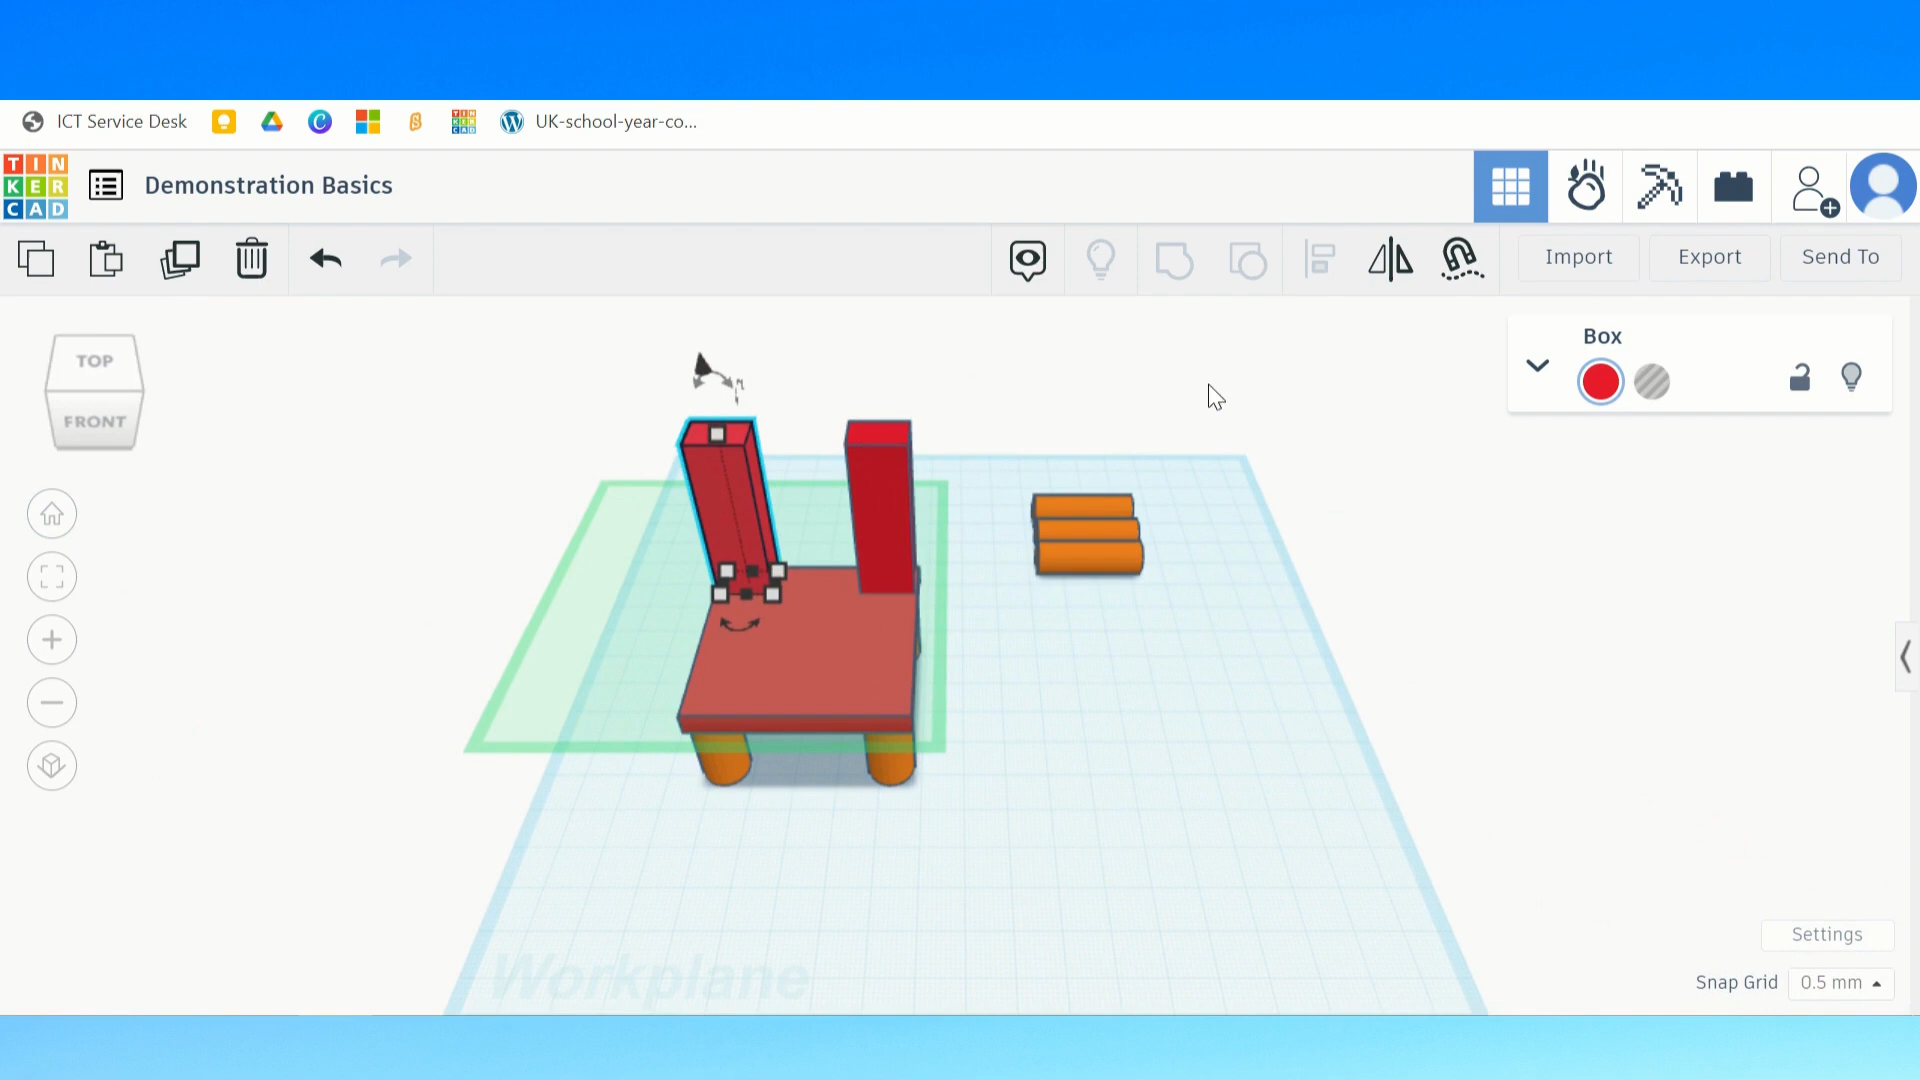 ICT Service Desk
UK-school-year-co...
TIN
KER
CAD
Demonstration Basics
Import
Export
Send To
TOP
FRONT
Box
Workplane
Settings
Snap Grid
0.5 mm